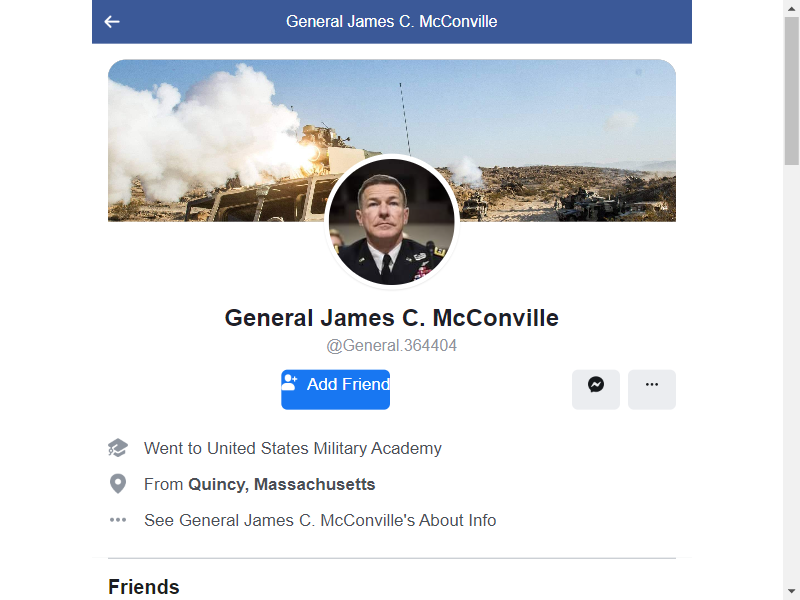 General James C. McConville
General James C. McConville
@General.364404
Add Friend
Went to United States Military Academy
From Quincy, Massachusetts
See General James C. McConville's About Info
Friends